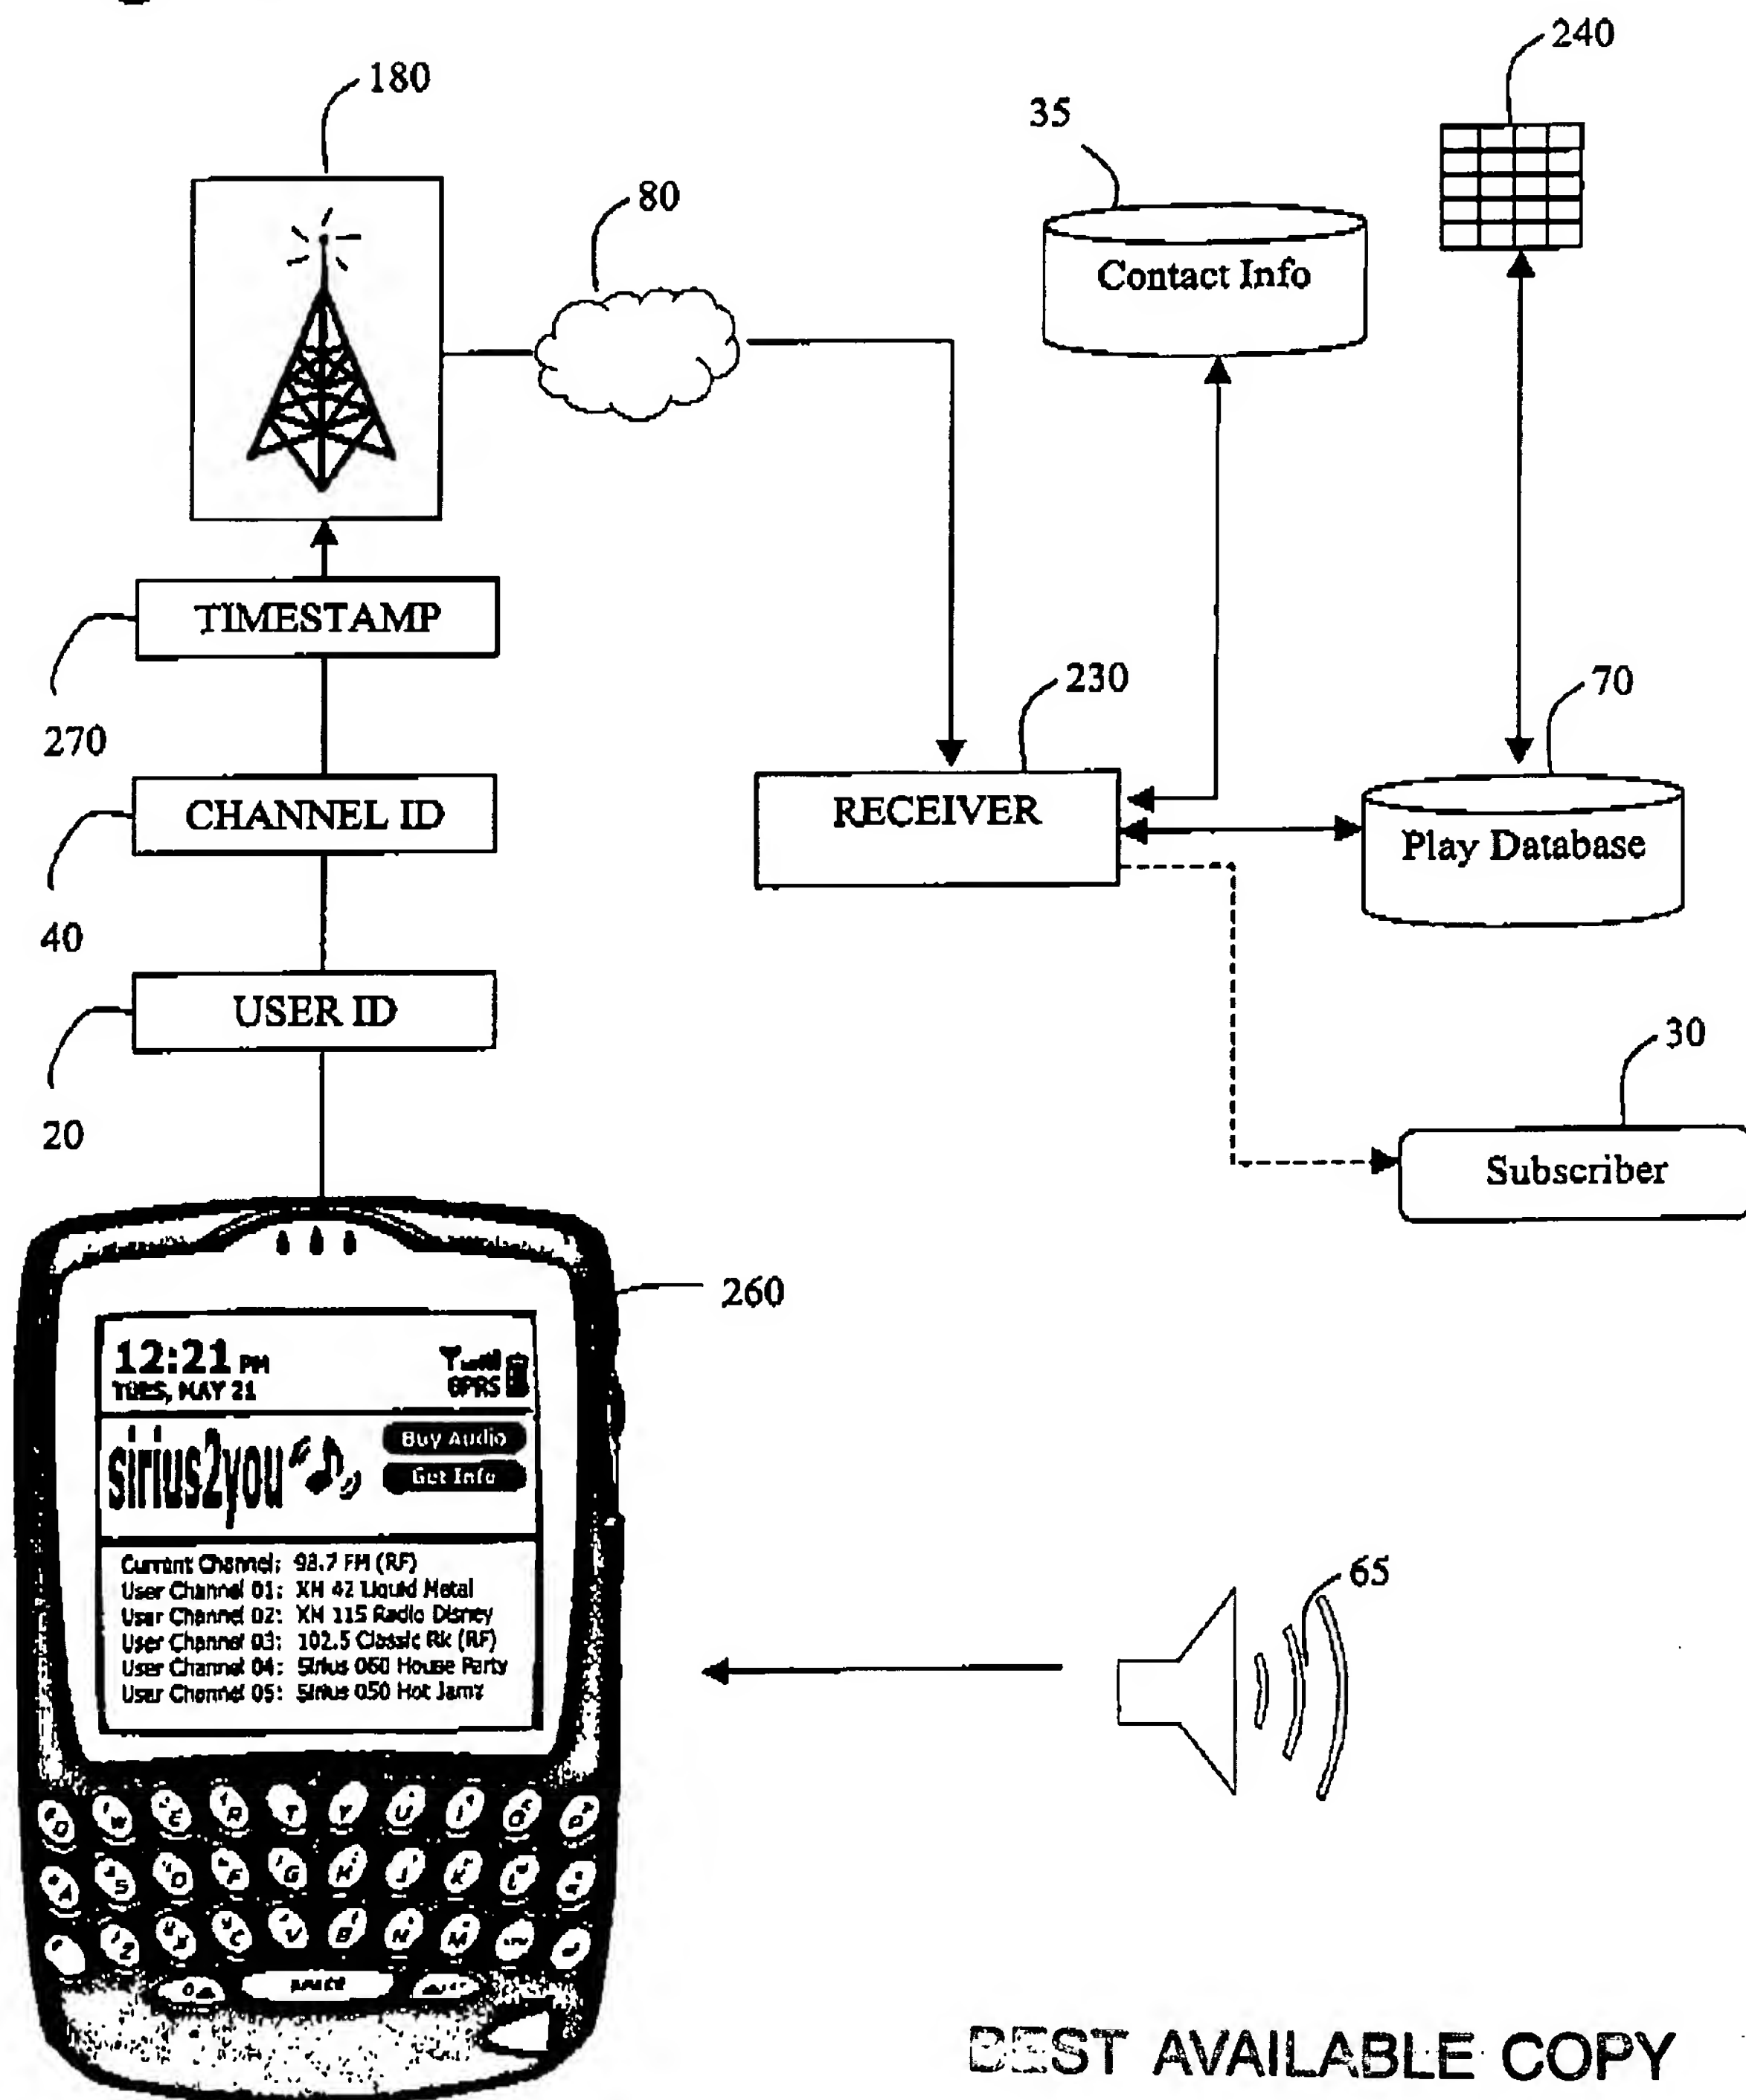 180
240
35
80
Contact Info
TIMESTAMP
230
70
270
CHANNEL ID
RECEIVER
Play Database
40
USER ID
30
20
Subscriber
260
12:21 PM
TUES, MAY 21
GPRS
sirius2you
Buy Audio
Get Info
Current Channel: 98.7 FM (RF)
User Channel 01: XM 42 Liquid Metal
User Channel 02: XM 115 Radio Disney
User Channel 03: 102.5 Classic Rk (RF)
User Channel 04: Sirius 060 House Party
User Channel 05: Sirius 050 Hot Jamz
65
W E R T Y U I O P
A S D F G H J K L
Z X C V B N M
SPACE
BEST AVAILABLE COPY